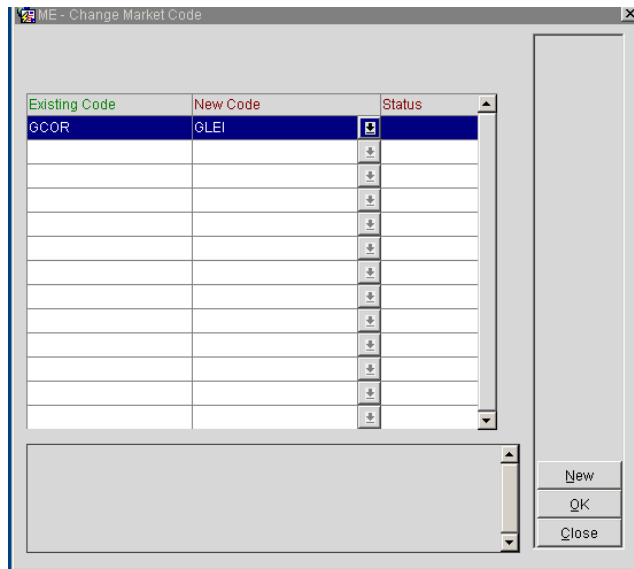 ME - Change Market Code
Existing Code New Code Status
GCOR GLEI
New
OK
Close